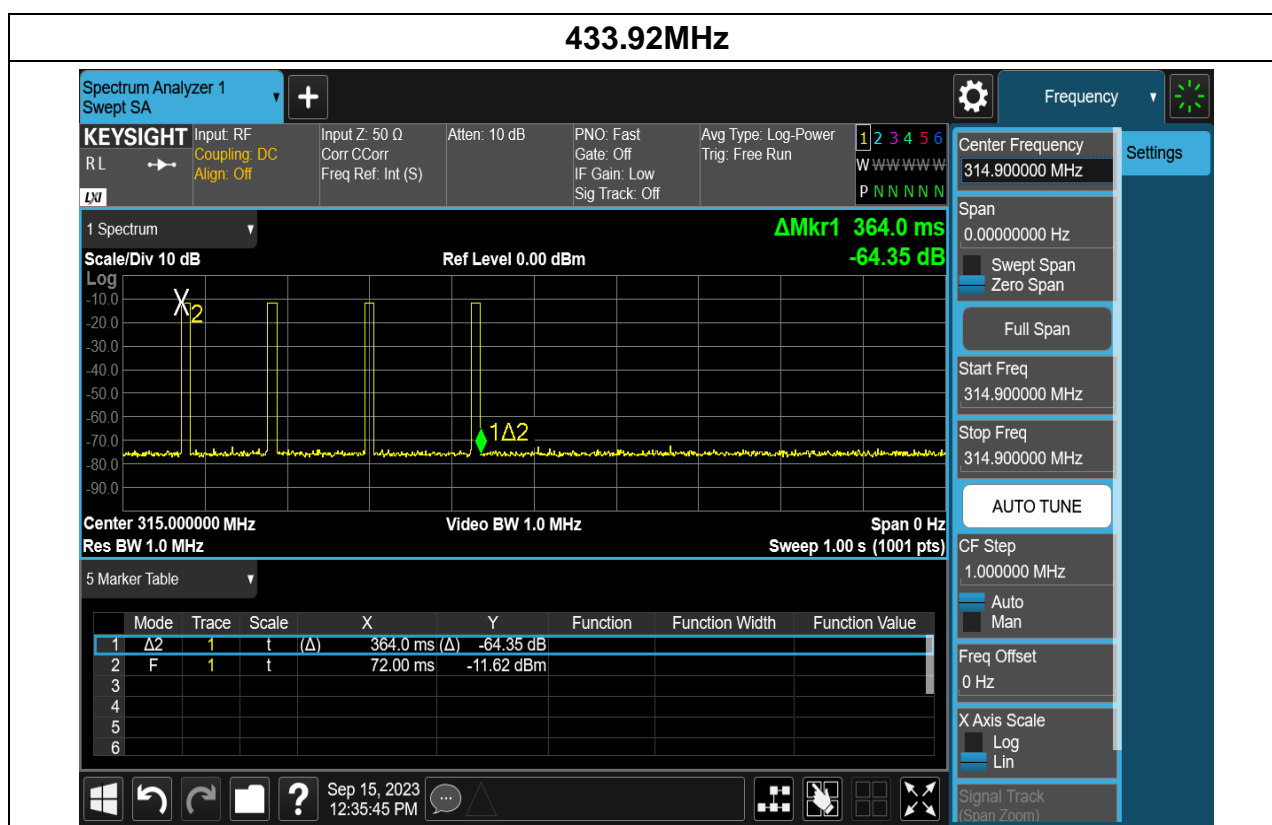 433.92MHz
Spectrum Analyzer 1
Swept SA
+
Frequency
KEYSIGHT
RL
LXI
Input: RF
Coupling: DC
Align: Off
Input Z: 50 Ω
Corr CCorr
Freq Ref: Int (S)
Atten: 10 dB
PNO: Fast
Gate: Off
IF Gain: Low
Sig Track: Off
Avg Type: Log-Power
Trig: Free Run
1 2 3 4 5 6
W W W W W W
P N N N N N
1 Spectrum
ΔMkr1 364.0 ms
-64.35 dB
Scale/Div 10 dB
Ref Level 0.00 dBm
Log
-10.0
-20.0
-30.0
-40.0
-50.0
-60.0
-70.0
-80.0
-90.0
X2
1Δ2
Center 315.000000 MHz
Video BW 1.0 MHz
Span 0 Hz
Res BW 1.0 MHz
Sweep 1.00 s (1001 pts)
5 Marker Table
Mode Trace Scale X Y Function Function Width Function Value
1 Δ2 1 t (Δ) 364.0 ms (Δ) -64.35 dB
2 F 1 t 72.00 ms -11.62 dBm
3
4
5
6
Sep 15, 2023
12:35:45 PM
?
Settings
Center Frequency
314.900000 MHz
Span
0.00000000 Hz
Swept Span
Zero Span
Full Span
Start Freq
314.900000 MHz
Stop Freq
314.900000 MHz
AUTO TUNE
CF Step
1.000000 MHz
Auto
Man
Freq Offset
0 Hz
X Axis Scale
Log
Lin
Signal Track
(Span Zoom)